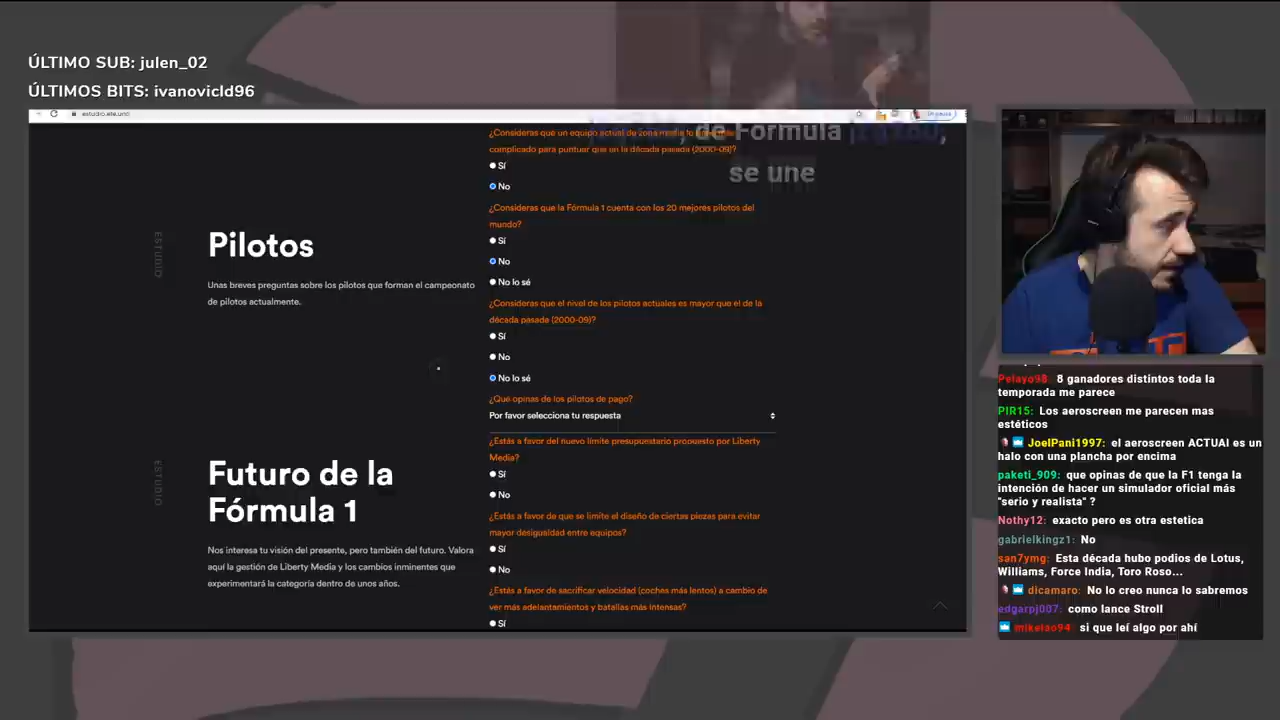 ÚLTIMO SUB: julen_02
ÚLTIMOS BITS: ivanovicld96
de Formula
se une
¿Consideras que un equipo actual de zona media
complicado para puntuar que en la década pasada (2000-09)?
Sí
No
¿Consideras que la Fórmula 1 cuenta con los 20 mejores pilotos del
mundo?
Sí
No
No lo sé
¿Consideras que el nivel de los pilotos actuales es mayor que el de la
década pasada (2000-09)?
Sí
No
No lo sé
¿Qué opinas de los pilotos de pago?
Por favor selecciona tu respuesta
ESTUDIO
Pilotos
Unas breves preguntas sobre los pilotos que forman el campeonato
de pilotos actualmente.
¿Estás a favor del nuevo límite presupuestario propuesto por Liberty
Media?
Sí
No
¿Estás a favor de que se limite el diseño de ciertas piezas para evitar
mayor desigualdad entre equipos?
Sí
No
¿Estás a favor de sacrificar velocidad (coches más lentos) a cambio de
ver más adelantamientos y batallas más intensas?
Sí
ESTUDIO
Futuro de la
Fórmula 1
Nos interesa tu visión del presente, pero también del futuro. Valora
aquí la gestión de Liberty Media y los cambios inminentes que
experimentará la categoría dentro de unos años.
Pelayo98: 8 ganadores distintos toda la
temporada me parece
PIR15: Los aeroscreen me parecen mas
estéticos
JoelPani1997: el aeroscreen ACTUAl es un
halo con una plancha por encima
paketi_909: que opinas de que la F1 tenga la
intención de hacer un simulador oficial más
"serio y realista" ?
Nothy12: exacto pero es otra estetica
gabrielkingz1: No
san7ymg: Esta década hubo podios de Lotus,
Williams, Force India, Toro Roso...
dicamaro: No lo creo nunca lo sabremos
edgarpj007: como lance Stroll
mikelao94: si que leí algo por ahí